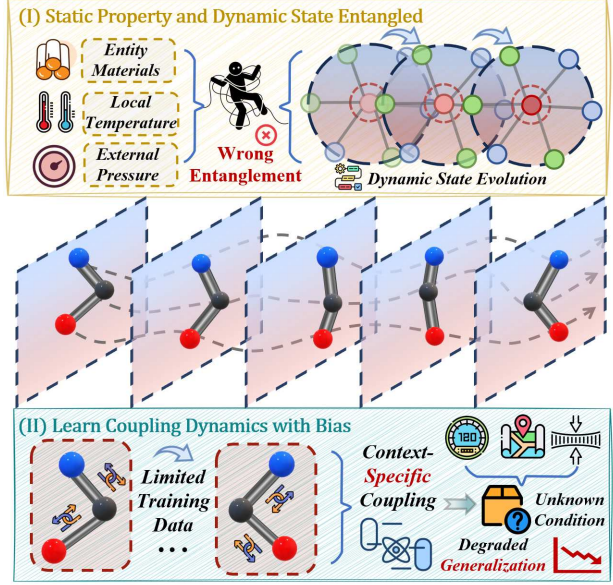 (I) Static Property and Dynamic State Entangled
Entity
Materials
Local
Temperature
External
Pressure
Wrong
Entanglement
Dynamic State Evolution
(II) Learn Coupling Dynamics with Bias
Limited
Training
Data
...
Context-
Specific
Coupling
120
Unknown
Condition
Degraded
Generalization